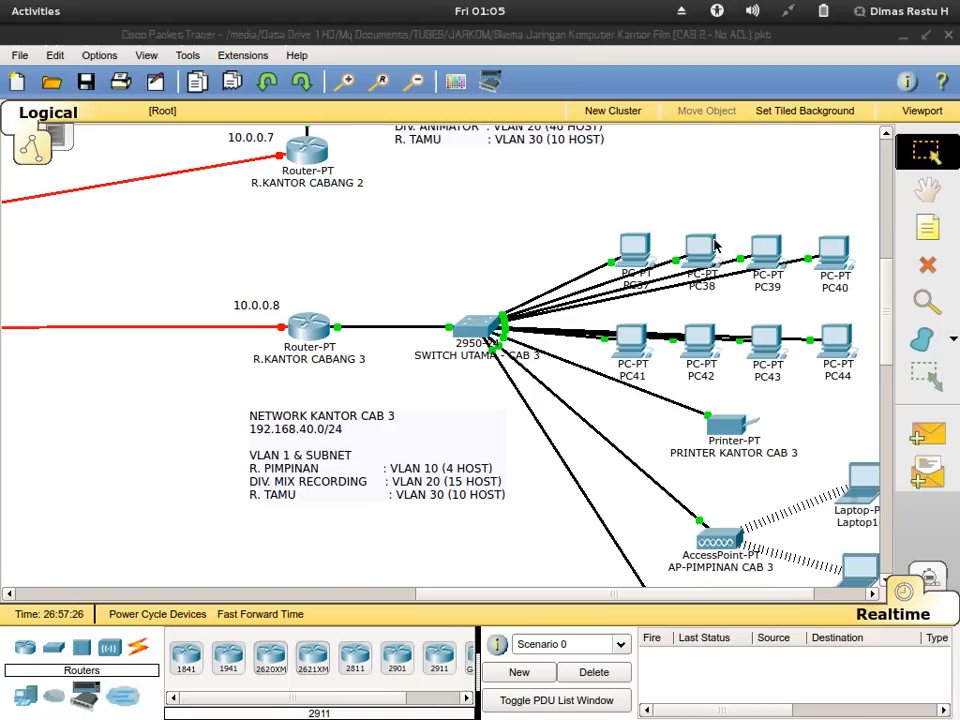 Activities
Fri 01:05
Dimas Restu H
Cisco Packet Tracer - /media/Data Drive 1 HD/My Documents/TUGES/JARKOM/Skema Jaringan Komputer Kantor Film [CAB 2 - No ACL].pkt
File Edit Options View Tools Extensions Help
Logical
[Root]
New Cluster
Move Object
Set Tiled Background
Viewport
DIV. ANIMATOR : VLAN 20 (40 HOST)
R. TAMU : VLAN 30 (10 HOST)
10.0.0.7
Router-PT
R.KANTOR CABANG 2
PC-PT
PC37
PC-PT
PC38
PC-PT
PC39
PC-PT
PC40
10.0.0.8
Router-PT
R.KANTOR CABANG 3
2950-24
SWITCH UTAMA - CAB 3
PC-PT
PC41
PC-PT
PC42
PC-PT
PC43
PC-PT
PC44
Printer-PT
PRINTER KANTOR CAB 3
NETWORK KANTOR CAB 3
192.168.40.0/24
VLAN 1 & SUBNET
R. PIMPINAN : VLAN 10 (4 HOST)
DIV. MIX RECORDING : VLAN 20 (15 HOST)
R. TAMU : VLAN 30 (10 HOST)
Laptop-P
Laptop1
AccessPoint-PT
AP-PIMPINAN CAB 3
Time: 26:57:26
Power Cycle Devices
Fast Forward Time
Realtime
Routers
1841
1941
2620XM
2621XM
2811
2901
2911
G
2911
Scenario 0
New
Delete
Toggle PDU List Window
Fire
Last Status
Source
Destination
Type